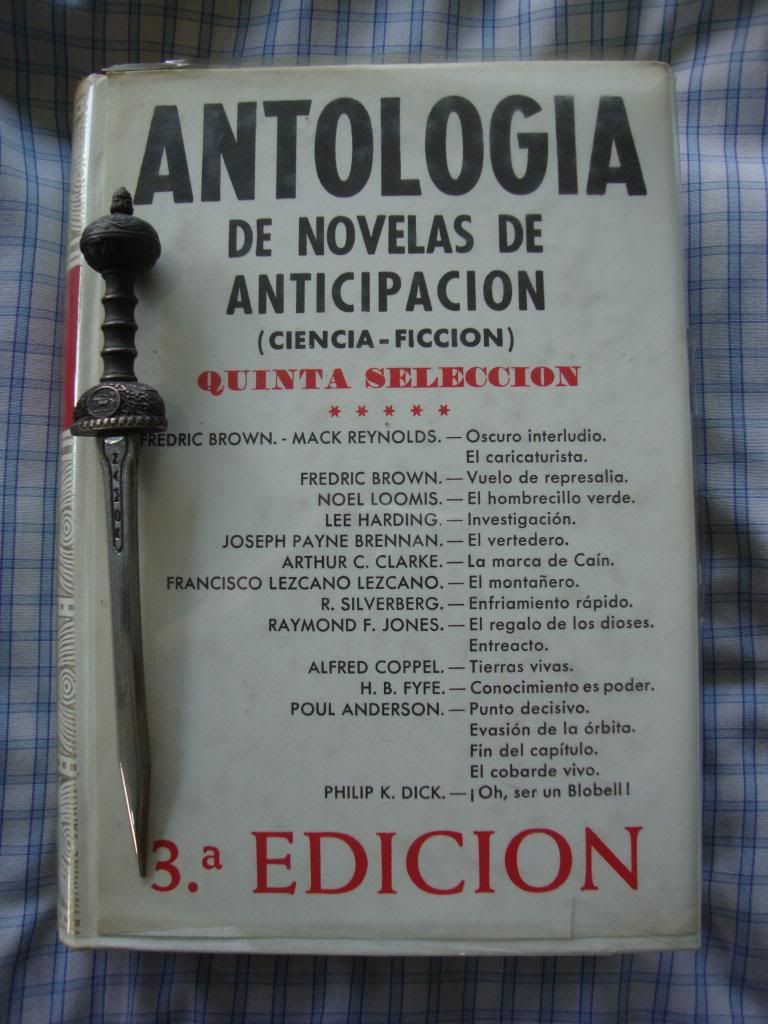 ANTOLOGIA
DE NOVELAS DE
ANTICIPACION
(CIENCIA-FICCION)
QUINTA SELECCION
* * * * *
FREDRIC BROWN. - MACK REYNOLDS. — Oscuro interludio.
El caricaturista.
FREDRIC BROWN. — Vuelo de represalia.
NOEL LOOMIS. — El hombrecillo verde.
LEE HARDING. — Investigación.
JOSEPH PAYNE BRENNAN. — El vertedero.
ARTHUR C. CLARKE. — La marca de Caín.
FRANCISCO LEZCANO LEZCANO. — El montañero.
R. SILVERBERG. — Enfriamiento rápido.
RAYMOND F. JONES. — El regalo de los dioses.
Entreacto.
ALFRED COPPEL. — Tierras vivas.
H. B. FYFE. — Conocimiento es poder.
POUL ANDERSON. — Punto decisivo.
Evasión de la órbita.
Fin del capítulo.
El cobarde vivo.
PHILIP K. DICK. — ¡Oh, ser un Blobell!
3.ª EDICION
ROMAN